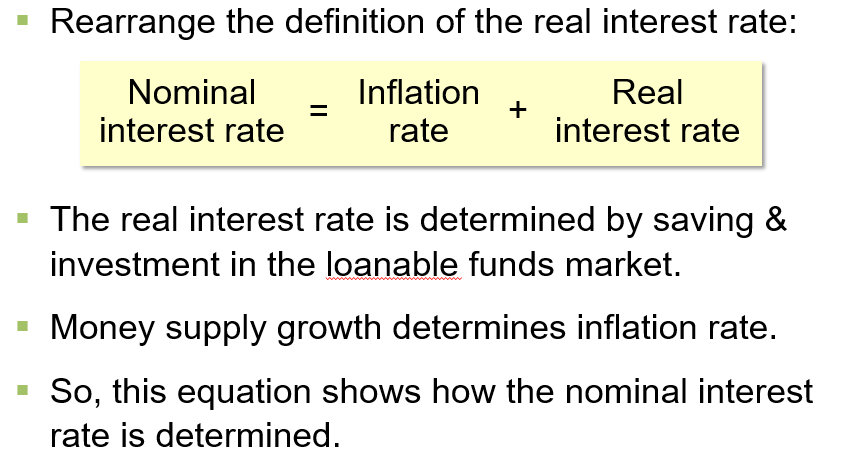 Rearrange the definition of the real interest rate:
Nominal interest rate = Inflation rate + Real interest rate
The real interest rate is determined by saving &
investment in the loanable funds market.
Money supply growth determines inflation rate.
So, this equation shows how the nominal interest
rate is determined.